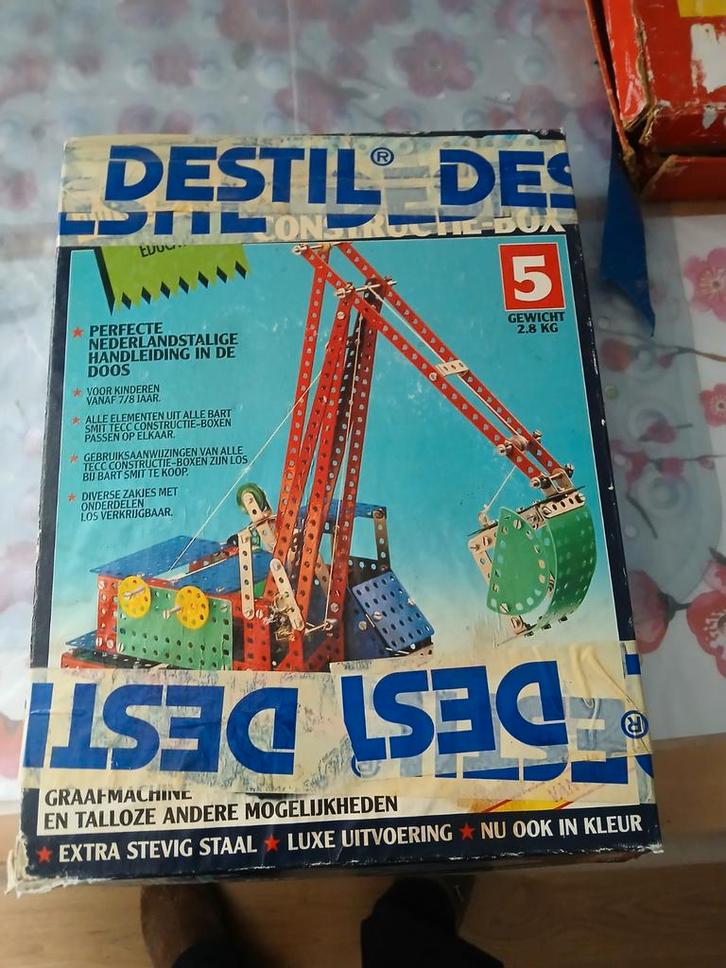 DESTIL® DES
CONSTRUCTIE-BOX
5
GEWICHT
2.8 KG
★ PERFECTE
NEDERLANDSTALIGE
HANDLEIDING IN DE
DOOS
★ VOOR KINDEREN
VANAF 7/8 JAAR.
★ ALLE ELEMENTEN UIT ALLE BART
SMIT TECC CONSTRUCTIE-BOXEN
PASSEN OP ELKAAR.
★ GEBRUIKSAANWIJZINGEN VAN ALLE
TECC CONSTRUCTIE-BOXEN ZIJN LOS
BIJ BART SMIT TE KOOP.
★ DIVERSE ZAKJES MET
ONDERDELEN
LOS VERKRIJGBAAR.
DESTI DEST
®
GRAAFMACHINE
EN TALLOZE ANDERE MOGELIJKHEDEN
★ EXTRA STEVIG STAAL ★ LUXE UITVOERING ★ NU OOK IN KLEUR